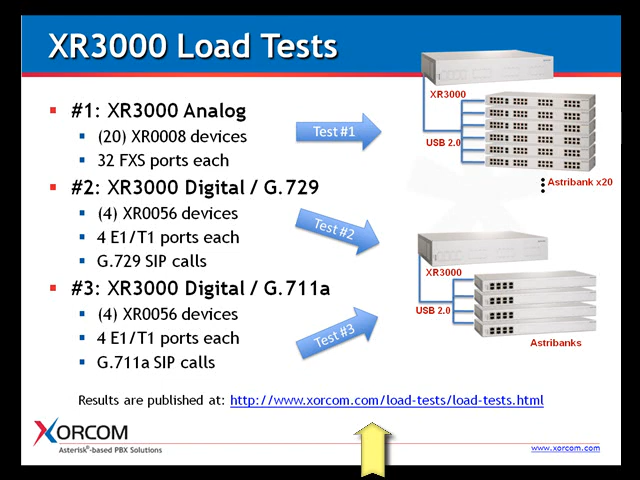 XR3000 Load Tests
#1: XR3000 Analog
(20) XR0008 devices
32 FXS ports each
#2: XR3000 Digital / G.729
(4) XR0056 devices
4 E1/T1 ports each
G.729 SIP calls
#3: XR3000 Digital / G.711a
(4) XR0056 devices
4 E1/T1 ports each
G.711a SIP calls
Test #1
Test #2
Test #3
XR3000
USB 2.0
Astribank x20
XR3000
USB 2.0
Astribanks
Results are published at: http://www.xorcom.com/load-tests/load-tests.html
XORCOM
Asterisk®-based PBX Solutions
www.xorcom.com